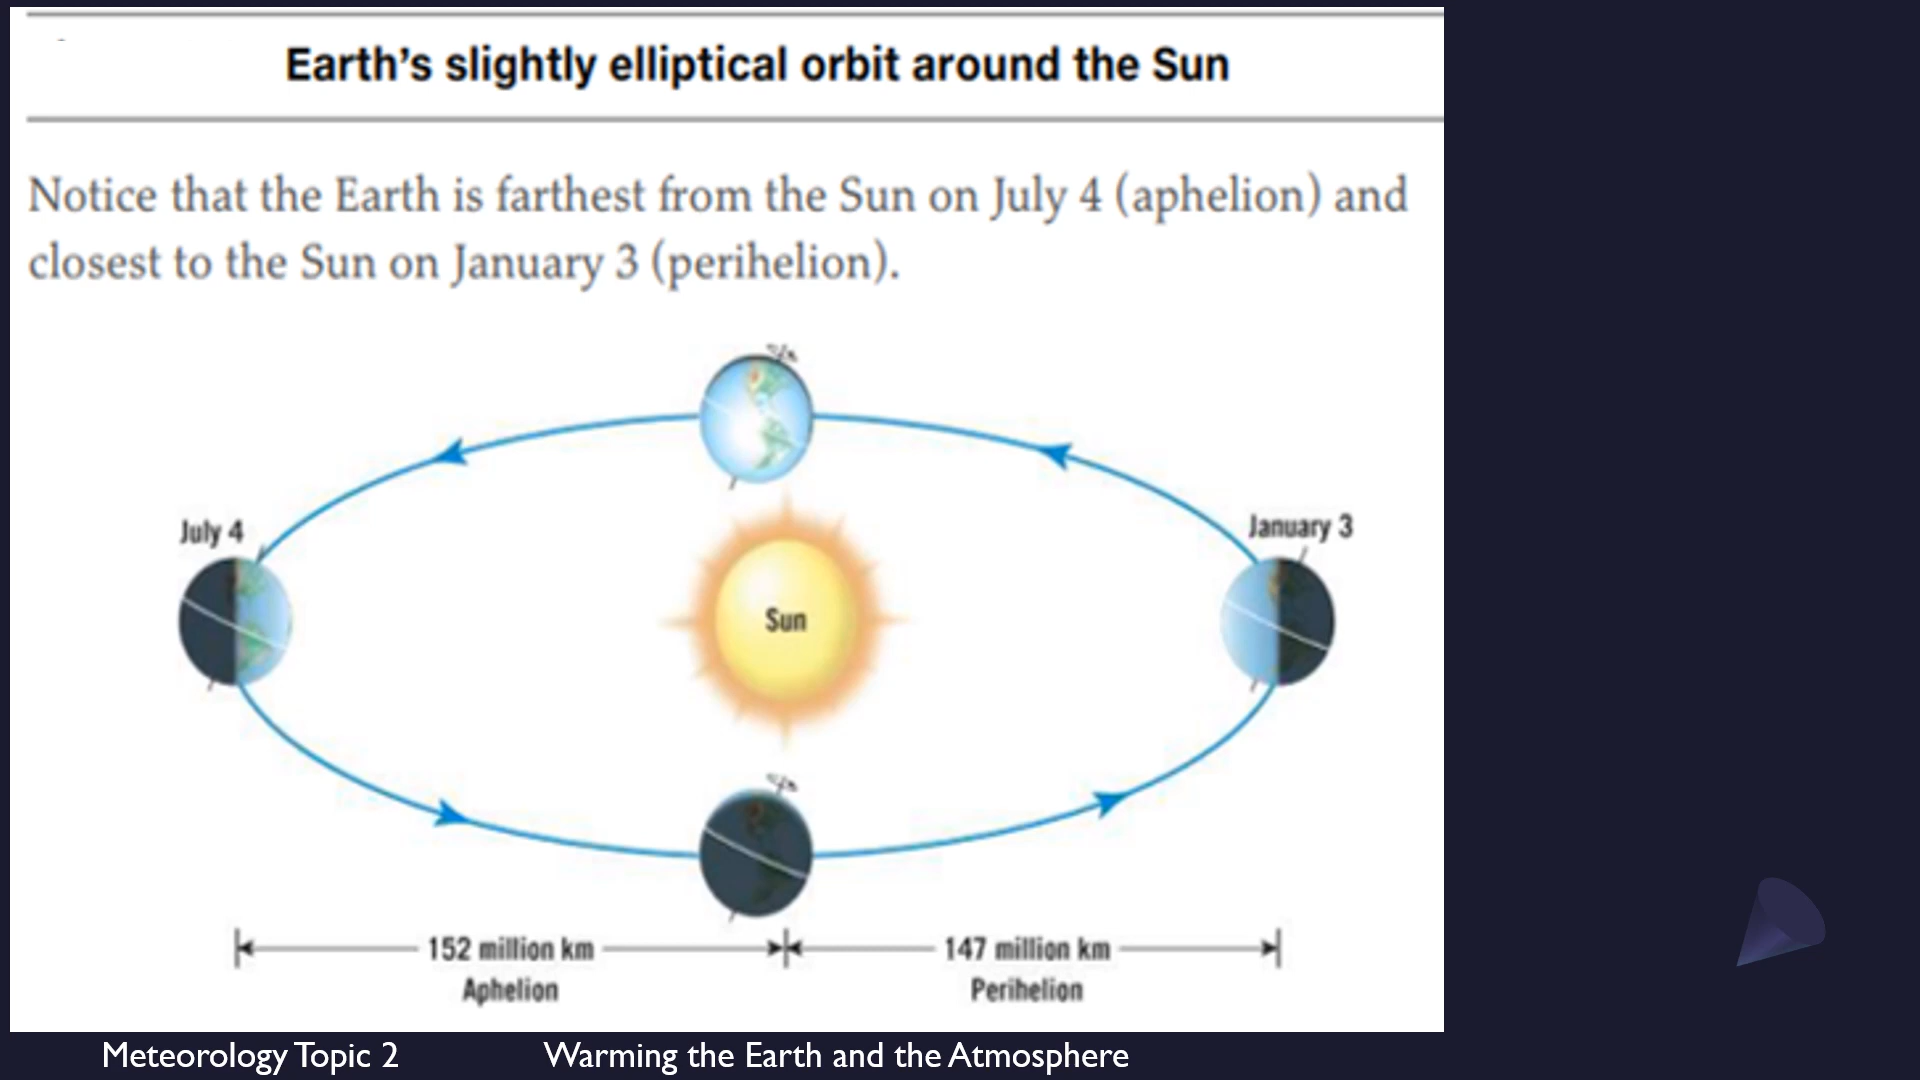 Earth's slightly elliptical orbit around the Sun
Notice that the Earth is farthest from the Sun on July 4 (aphelion) and
closest to the Sun on January 3 (perihelion).
July 4
January 3
Sun
152 million km
147 million km
Aphelion
Perihelion
Meteorology Topic 2
Warming the Earth and the Atmosphere